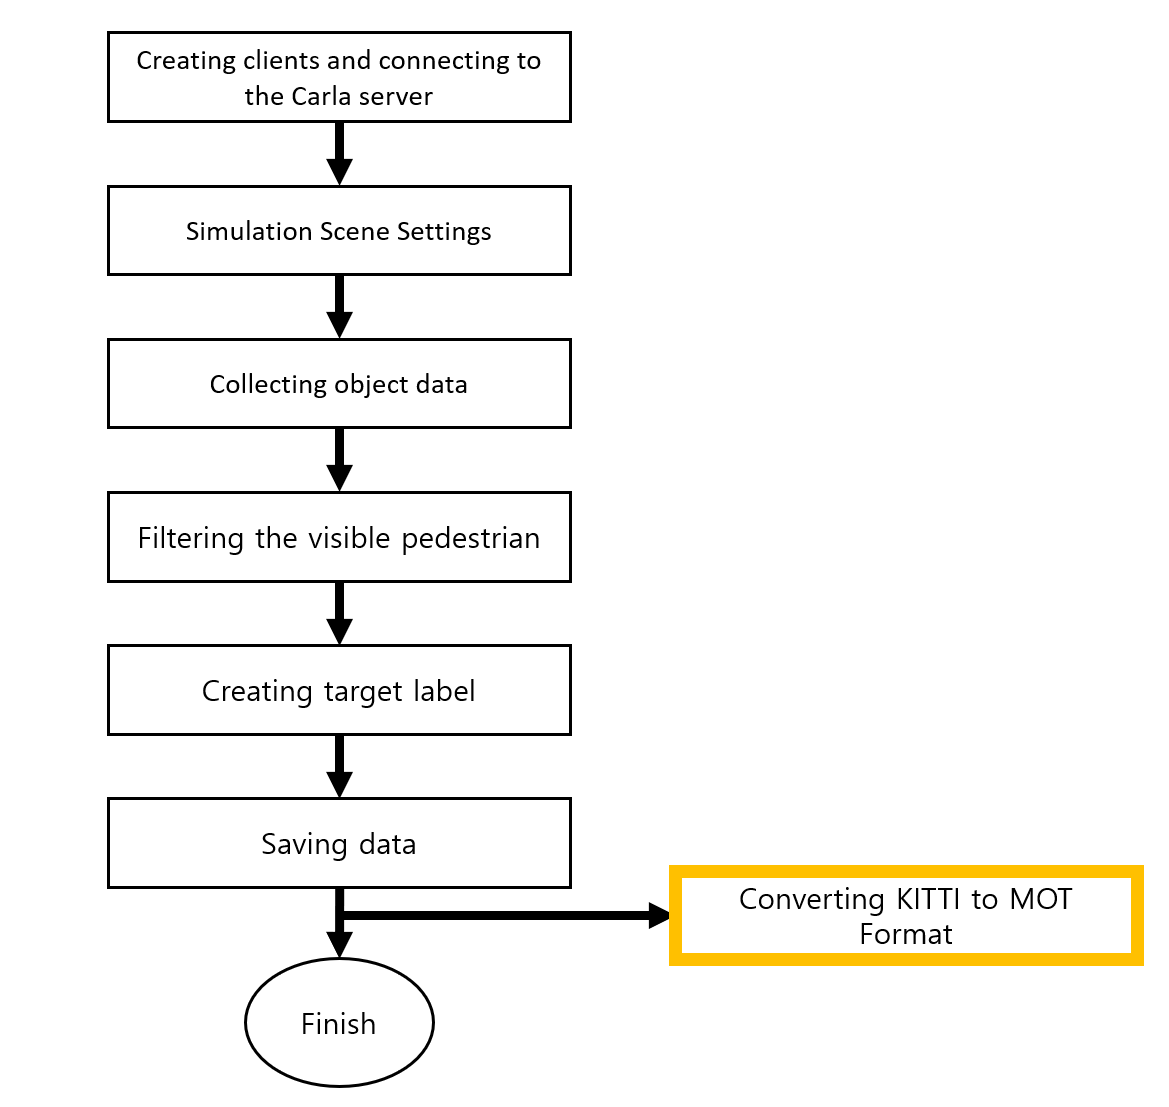 Creating clients and connecting to
the Carla server
Simulation Scene Settings
Collecting object data
Filtering the visible pedestrian
Creating target label
Saving data
Converting KITTI to MOT
Format
Finish